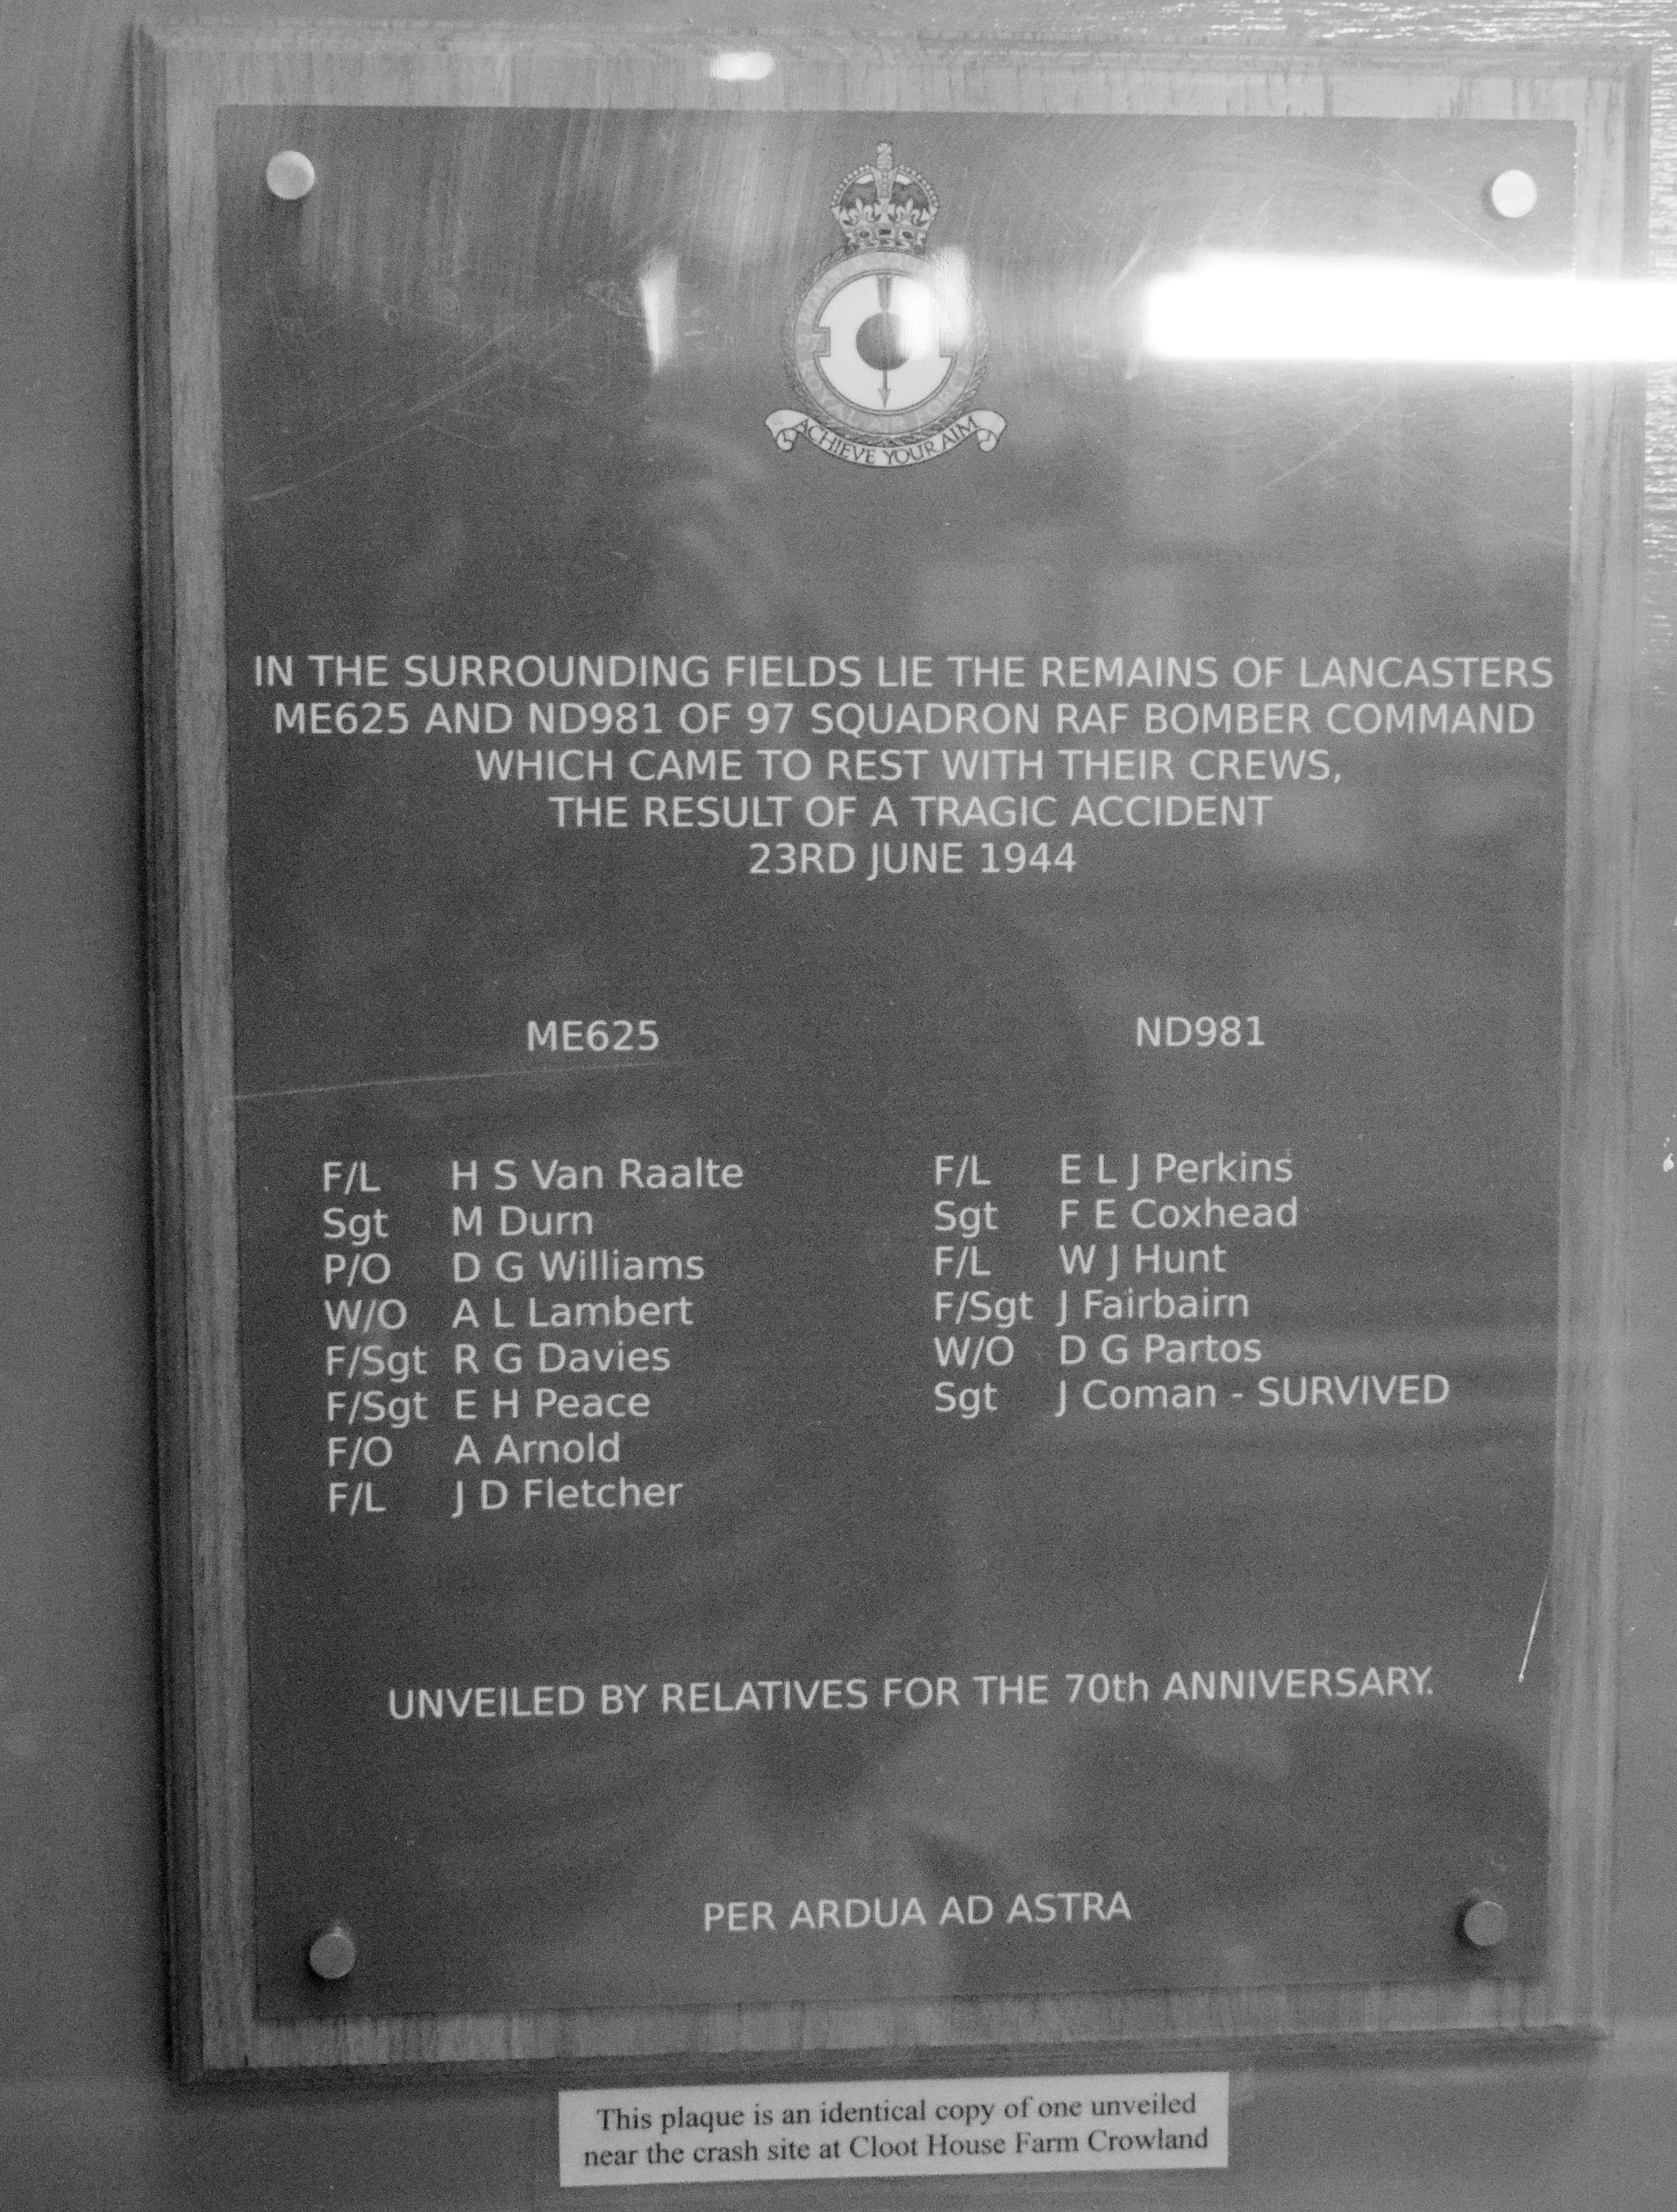 ACHIEVE YOUR AIM
IN THE SURROUNDING FIELDS LIE THE REMAINS OF LANCASTERS
ME625 AND ND981 OF 97 SQUADRON RAF BOMBER COMMAND
WHICH CAME TO REST WITH THEIR CREWS,
THE RESULT OF A TRAGIC ACCIDENT
23RD JUNE 1944
ME625
F/L H S Van Raalte
Sgt M Durn
P/O D G Williams
W/O A L Lambert
F/Sgt R G Davies
F/Sgt E H Peace
F/O A Arnold
F/L J D Fletcher
ND981
F/L E L J Perkins
Sgt F E Coxhead
F/L W J Hunt
F/Sgt J Fairbairn
W/O D G Partos
Sgt J Coman - SURVIVED
UNVEILED BY RELATIVES FOR THE 70th ANNIVERSARY.
PER ARDUA AD ASTRA
This plaque is an identical copy of one unveiled
near the crash site at Cloot House Farm Crowland